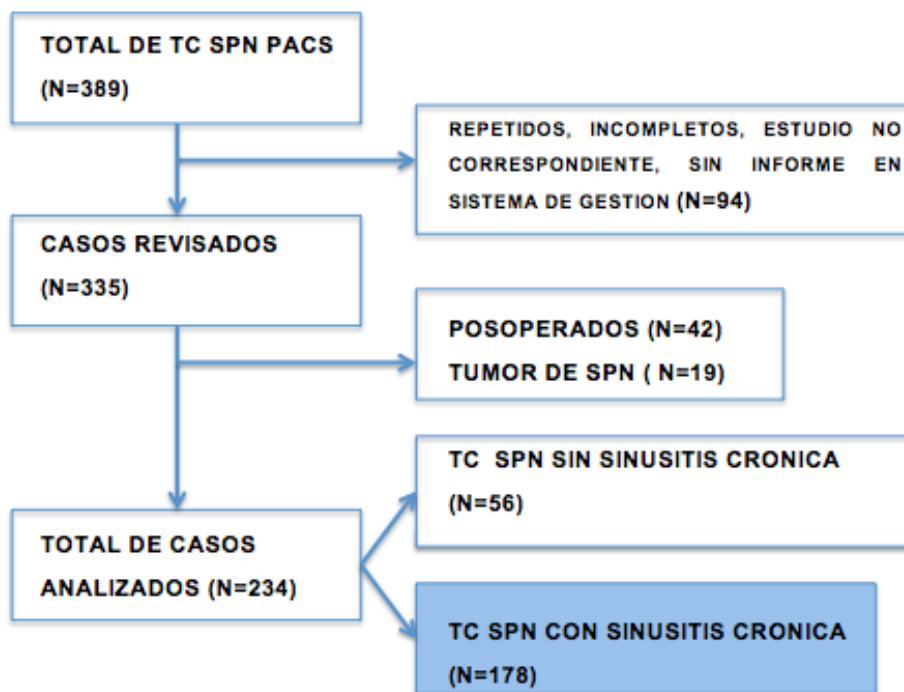 TOTAL DE TC SPN PACS
(N=389)
REPETIDOS, INCOMPLETOS, ESTUDIO NO
CORRESPONDIENTE, SIN INFORME EN
SISTEMA DE GESTION (N=94)
CASOS REVISADOS
(N=335)
POSOPERADOS (N=42)
TUMOR DE SPN ( N=19)
TC SPN SIN SINUSITIS CRONICA
(N=56)
TOTAL DE CASOS
ANALIZADOS (N=234)
TC SPN CON SINUSITIS CRONICA
(N=178)